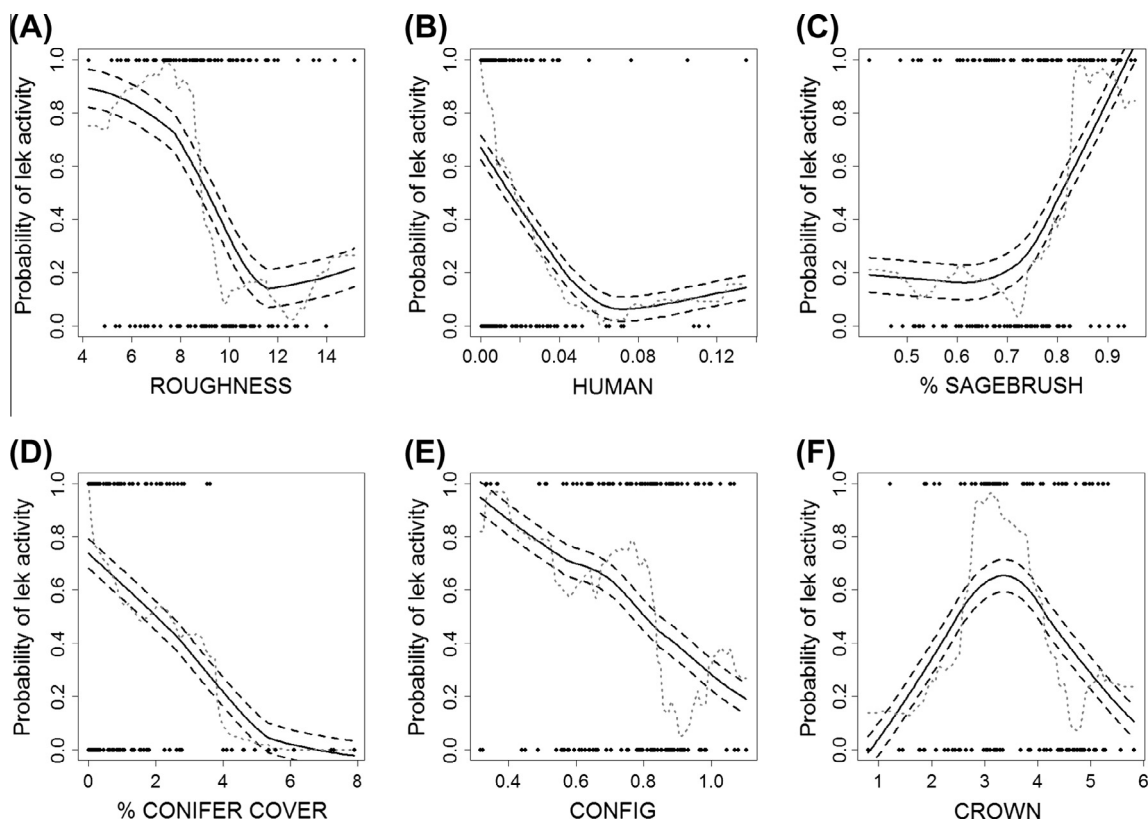 (A)
Probability of lek activity
0.0 0.2 0.4 0.6 0.8 1.0
4 6 8 10 12 14
ROUGHNESS
(B)
Probability of lek activity
0.0 0.2 0.4 0.6 0.8 1.0
0.00 0.04 0.08 0.12
HUMAN
(C)
Probability of lek activity
0.0 0.2 0.4 0.6 0.8 1.0
0.5 0.6 0.7 0.8 0.9
% SAGEBRUSH
(D)
Probability of lek activity
0.0 0.2 0.4 0.6 0.8 1.0
0 2 4 6 8
% CONIFER COVER
(E)
Probability of lek activity
0.0 0.2 0.4 0.6 0.8 1.0
0.4 0.6 0.8 1.0
CONFIG
(F)
Probability of lek activity
0.0 0.2 0.4 0.6 0.8 1.0
1 2 3 4 5 6
CROWN